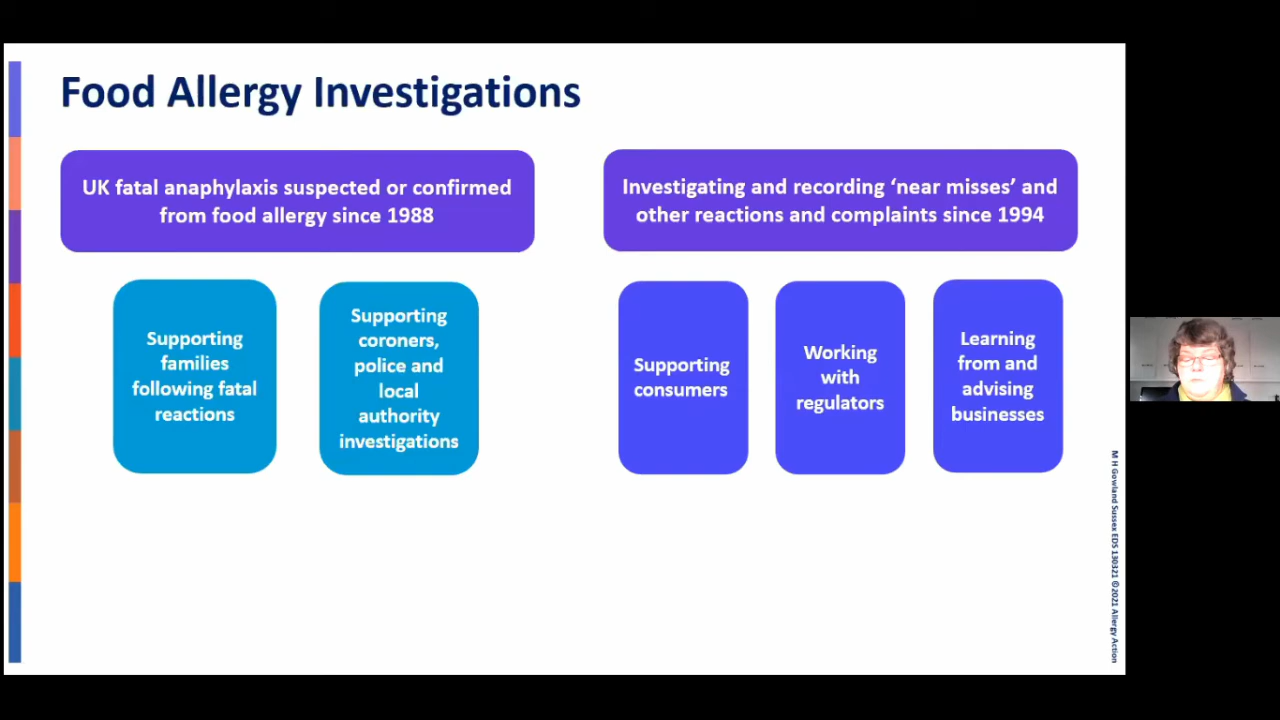 Food Allergy Investigations
UK fatal anaphylaxis suspected or confirmed
from food allergy since 1988
Supporting
families
following fatal
reactions
Supporting
coroners,
police and
local
authority
investigations
Investigating and recording ‘near misses’ and
other reactions and complaints since 1994
Supporting
consumers
Working
with
regulators
Learning
from and
advising
businesses
M H Gowland Sussex EDS 130321 ©2021 Allergy Action